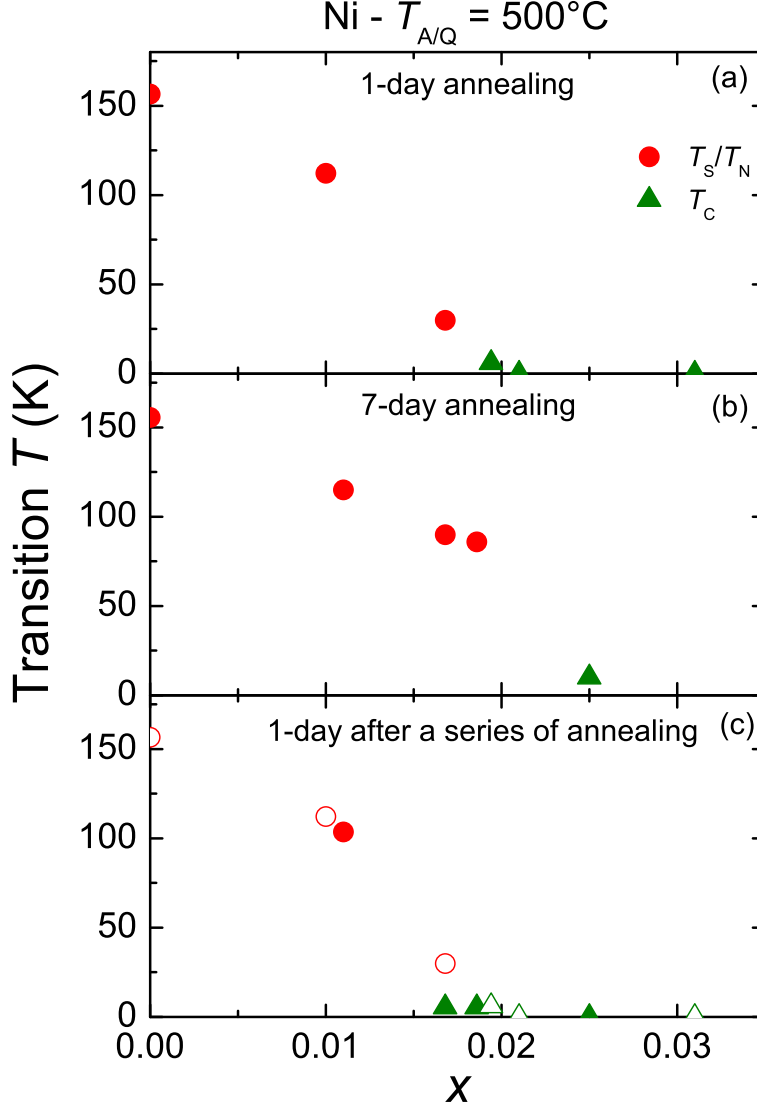 Ni - T_A/Q = 500°C
(a)
1-day annealing
T_S/T_N
T_C
150
100
50
0
(b)
7-day annealing
150
100
50
0
(c)
1-day after a series of annealing
150
100
50
0
Transition T (K)
0.00 0.01 0.02 0.03
x